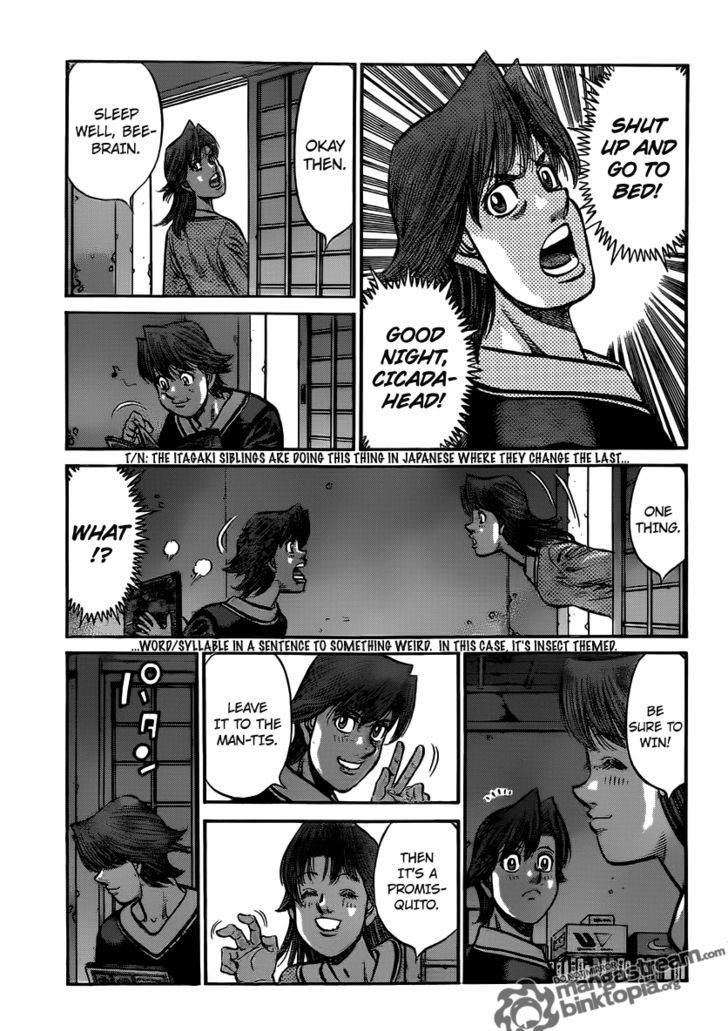 SHUT
UP AND
GO TO
BED!
GOOD
NIGHT,
CICADA-
HEAD!
OKAY
THEN.
SLEEP
WELL, BEE-
BRAIN.
T/N: THE ITAGAKI SIBLINGS ARE DOING THIS THING IN JAPANESE WHERE THEY CHANGE THE LAST...
ONE
THING.
WHAT
!?
...WORD/SYLLABLE IN A SENTENCE TO SOMETHING WEIRD. IN THIS CASE, IT'S INSECT THEMED.
BE
SURE TO
WIN!
LEAVE
IT TO THE
MAN-TIS.
THEN
IT'S A
PROMIS-
QUITO.
パタン
mangastream.com
binktopia.org